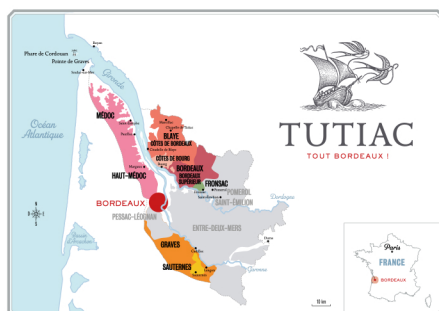 Royan
Phare de Cordouan
Pointe de Graves
Gironde
Océan
Atlantique
MÉDOC
BLAYE
CÔTES DE BORDEAUX
CÔTES DE BOURG
BORDEAUX
BORDEAUX
SUPÉRIEUR
HAUT-MÉDOC
FRONSAC
POMEROL
SAINT-ÉMILION
Dordogne
BORDEAUX
PESSAC-LÉOGNAN
ENTRE-DEUX-MERS
GRAVES
SAUTERNES
Garonne
10 km
TUTIAC
TOUT BORDEAUX !
Paris
FRANCE
BORDEAUX